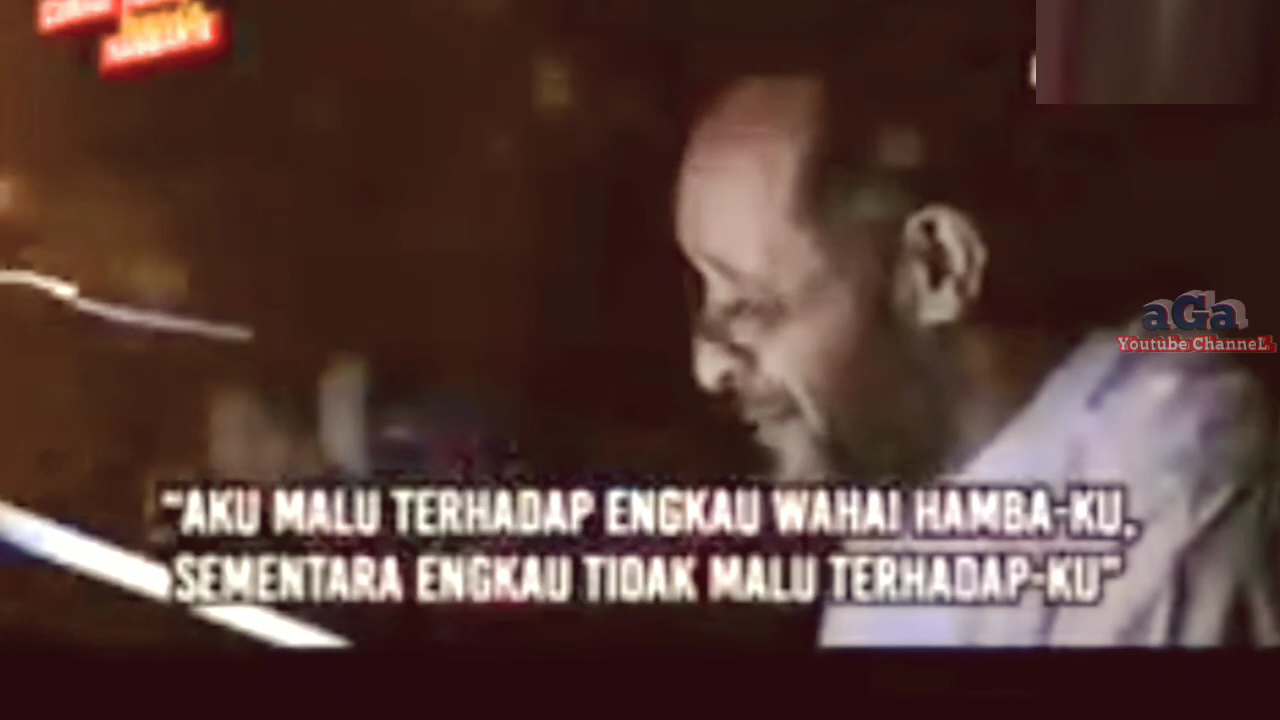 "AKU MALU TERHADAP ENGKAU WAHAI HAMBA-KU,
SEMENTARA ENGKAU TIDAK MALU TERHADAP-KU"
aGa
Youtube ChanneL